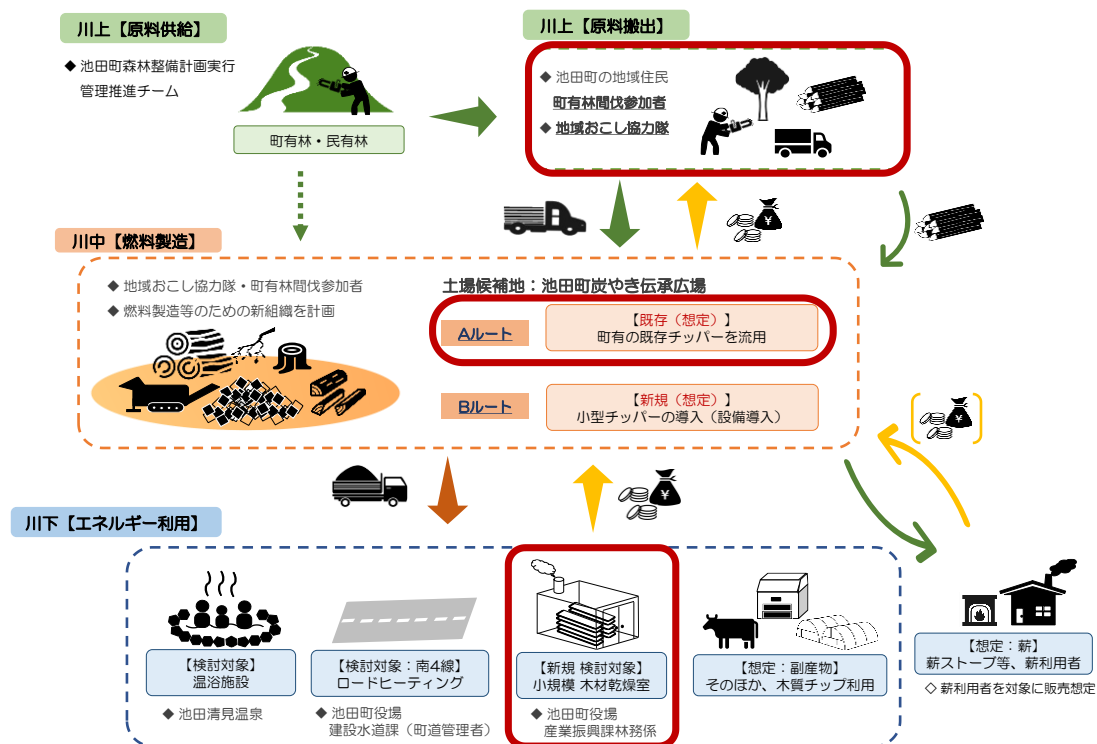 川上【原料供給】
◆ 池田町森林整備計画実行
管理推進チーム
町有林・民有林
川上【原料搬出】
◆ 池田町の地域住民
町有林間伐参加者
◆ 地域おこし協力隊
¥
川中【燃料製造】
◆ 地域おこし協力隊・町有林間伐参加者
◆ 燃料製造等のための新組織を計画
土場候補地:池田町炭やき伝承広場
Aルート
【既存(想定)】
町有の既存チッパーを流用
Bルート
【新規(想定)】
小型チッパーの導入(設備導入)
¥
¥
川下【エネルギー利用】
【検討対象】
温浴施設
◆ 池田清見温泉
【検討対象:南4線】
ロードヒーティング
◆ 池田町役場
建設水道課(町道管理者)
【新規 検討対象】
小規模 木材乾燥室
◆ 池田町役場
産業振興課林務係
【想定:副産物】
そのほか、木質チップ利用
【想定:薪】
薪ストーブ等、薪利用者
◇ 薪利用者を対象に販売想定